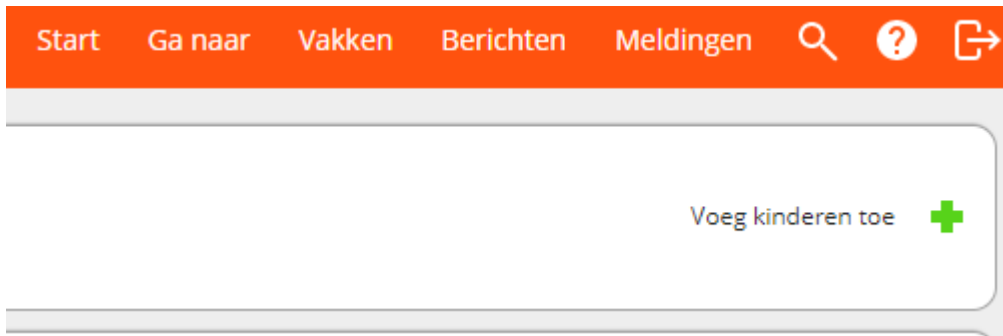 Start Ga naar Vakken Berichten Meldingen ?
Voeg kinderen toe